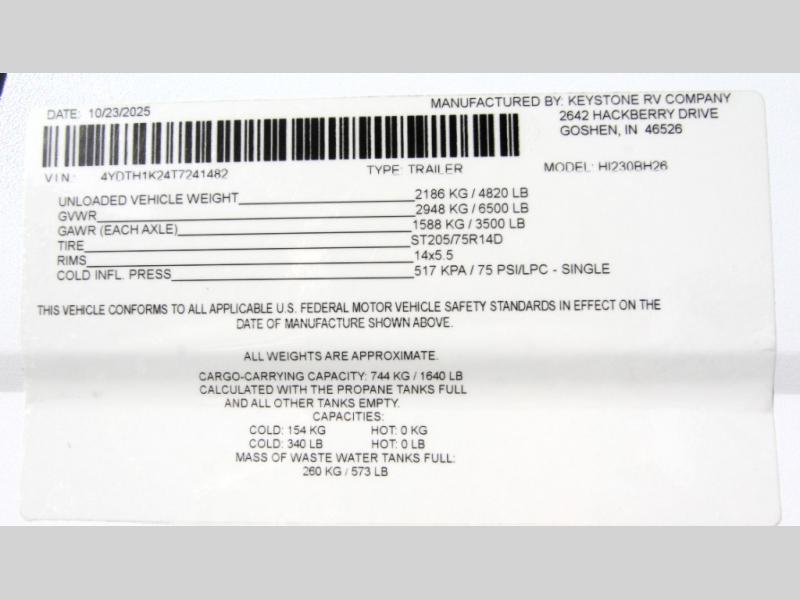 DATE: 10/23/2025
MANUFACTURED BY: KEYSTONE RV COMPANY
2642 HACKBERRY DRIVE
GOSHEN, IN 46526
V.I.N.: 4YDTH1K24T7241482 TYPE: TRAILER MODEL: HI230BH26
UNLOADED VEHICLE WEIGHT 2186 KG / 4820 LB
GVWR 2948 KG / 6500 LB
GAWR (EACH AXLE) 1588 KG / 3500 LB
TIRE ST205/75R14D
RIMS 14x5.5
COLD INFL. PRESS 517 KPA / 75 PSI/LPC - SINGLE
THIS VEHICLE CONFORMS TO ALL APPLICABLE U.S. FEDERAL MOTOR VEHICLE SAFETY STANDARDS IN EFFECT ON THE
DATE OF MANUFACTURE SHOWN ABOVE.
ALL WEIGHTS ARE APPROXIMATE.
CARGO-CARRYING CAPACITY: 744 KG / 1640 LB
CALCULATED WITH THE PROPANE TANKS FULL
AND ALL OTHER TANKS EMPTY.
CAPACITIES:
COLD: 154 KG HOT: 0 KG
COLD: 340 LB HOT: 0 LB
MASS OF WASTE WATER TANKS FULL:
260 KG / 573 LB